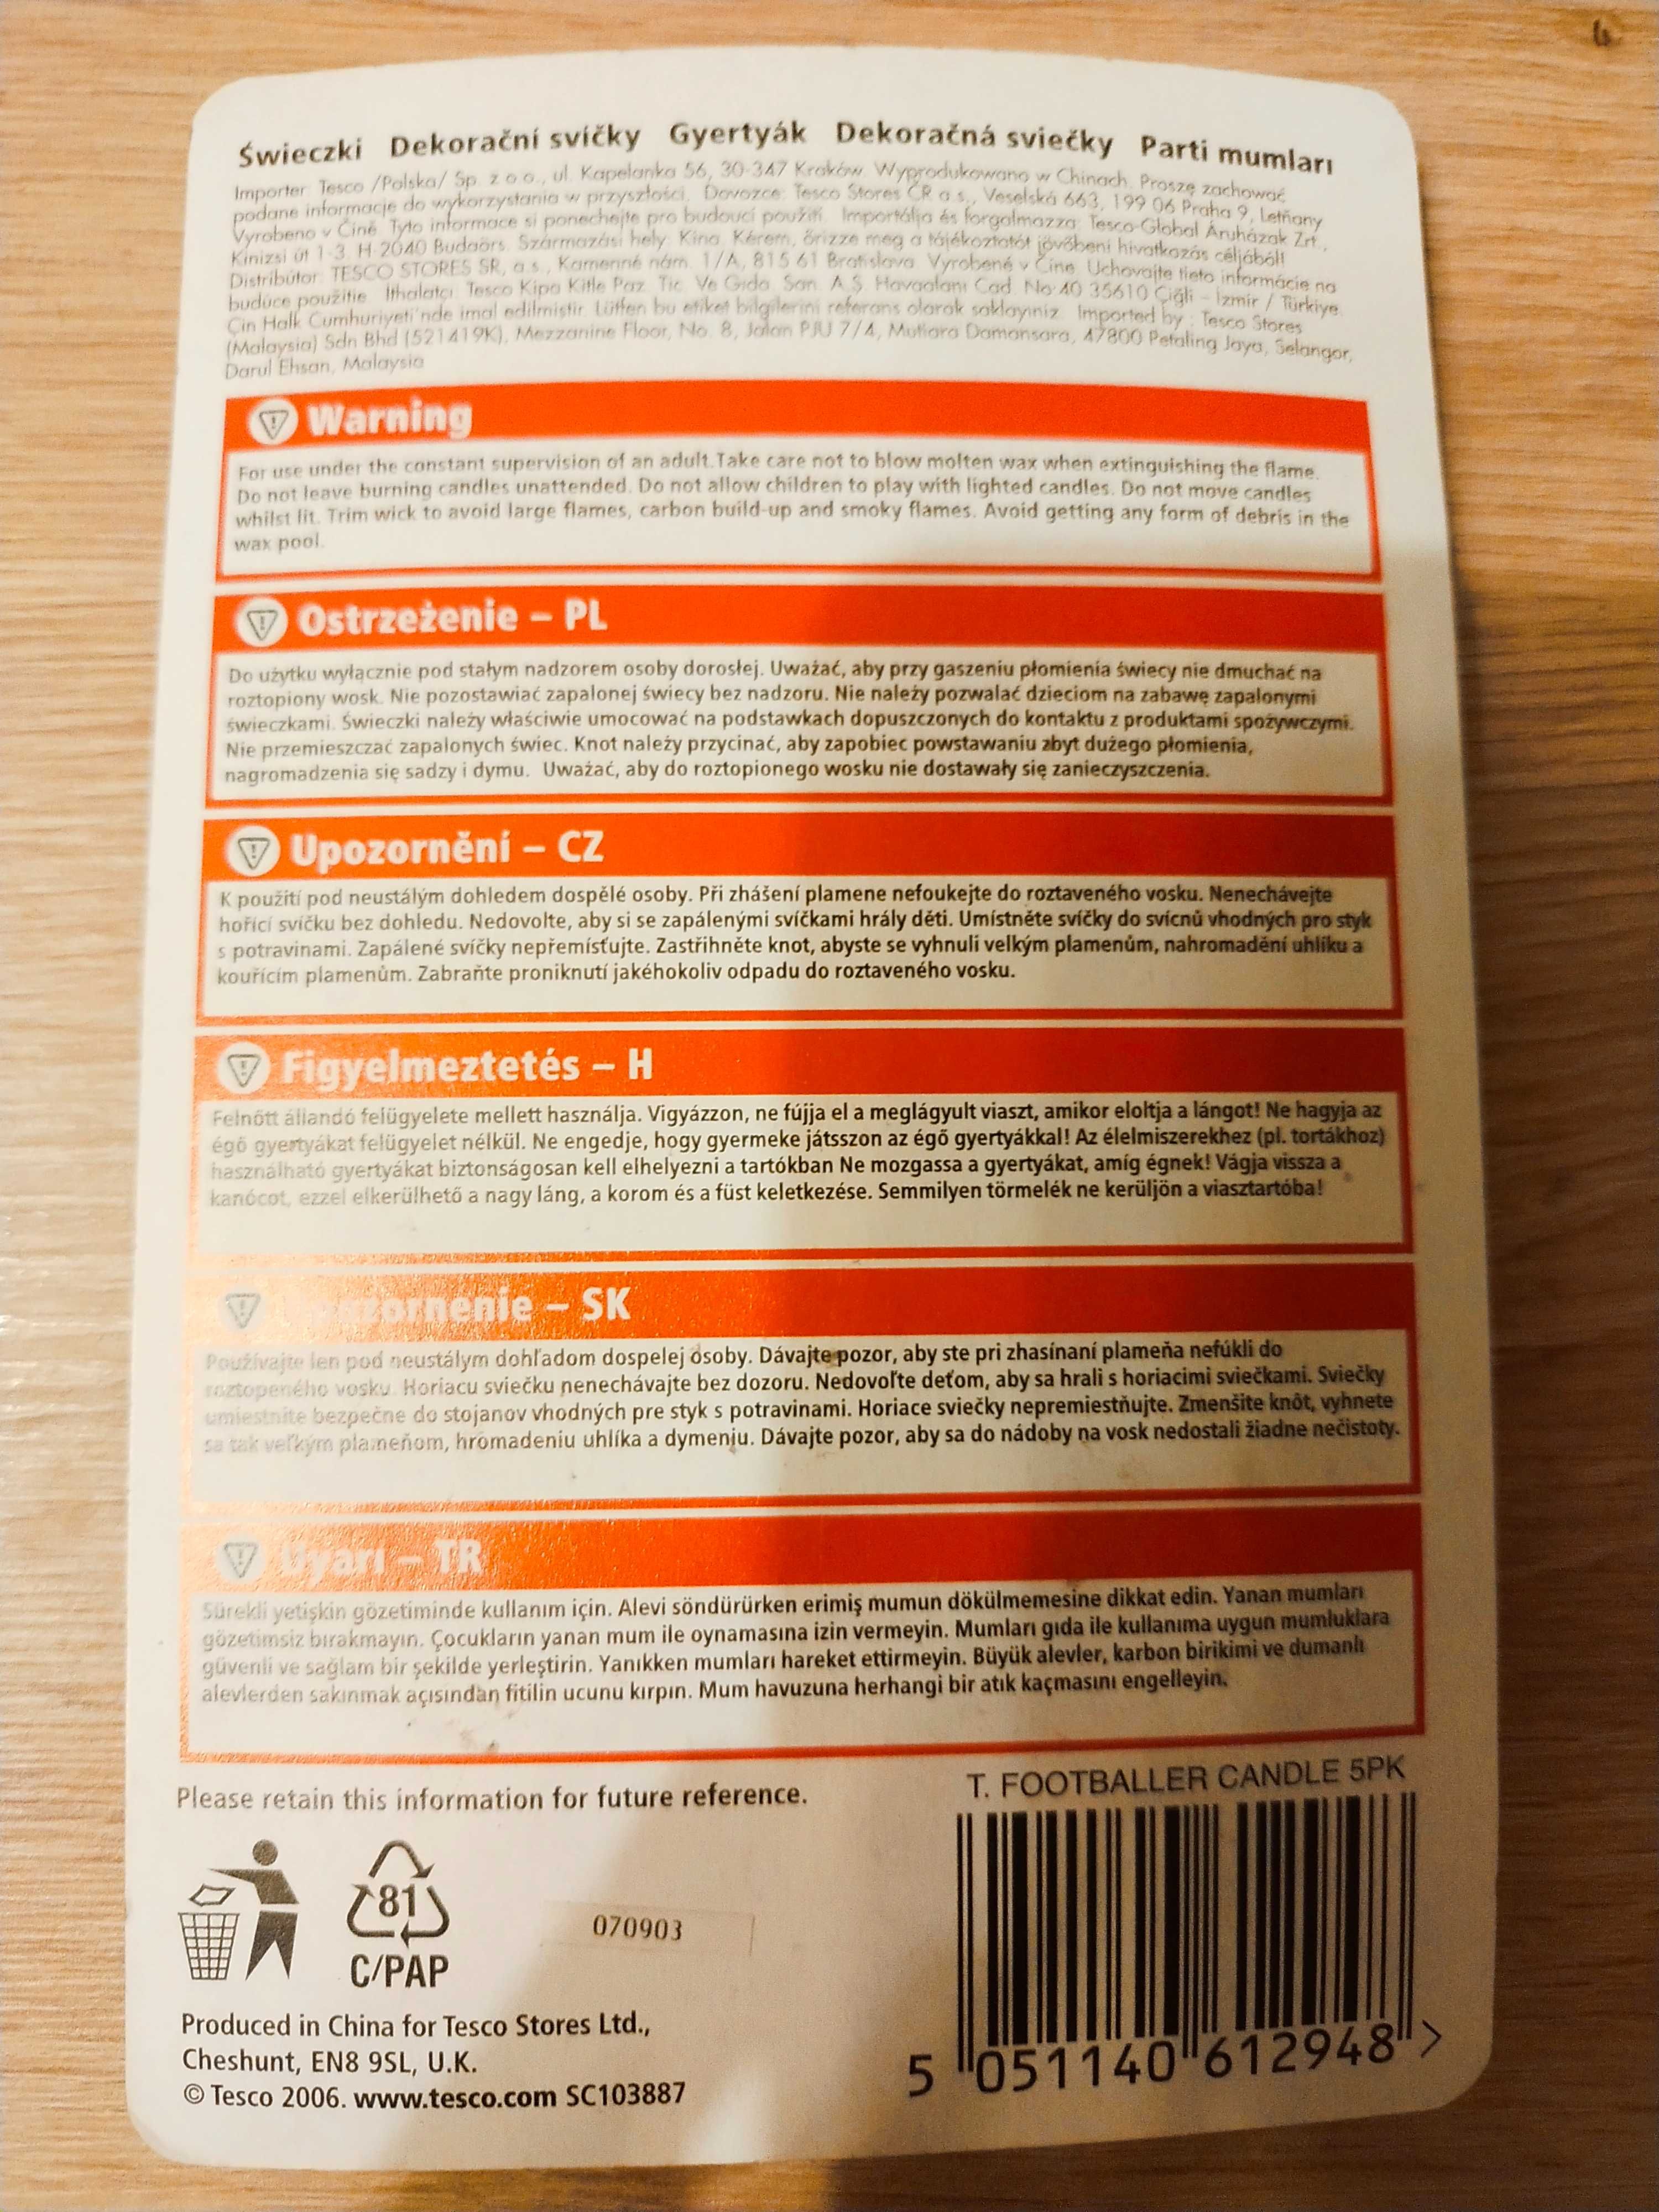 Świeczki Dekorační svíčky Gyertyák Dekoračná sviečky Parti mumları
Importer: Tesco /Polska/ Sp. z o.o., ul. Kapelanka 56, 30-347 Kraków. Wyprodukowano w Chinach. Proszę zachować
podane informacje do wykorzystania w przyszłości. Dovozce: Tesco Stores ČR a.s., Veselská 663, 199 06 Praha 9, Letňany
Vyrobeno v Číně. Tyto informace si ponechejte pro budoucí použití. Importálja és forgalmazza: Tesco-Global Áruházak Zrt.,
Kinizsi út 1-3. H-2040 Budaörs. Származási hely: Kína. Kérem, őrizze meg a tájékoztatót jövőbeni hivatkozás céljából!
Distribútor: TESCO STORES SR, a.s., Kamenné nám. 1/A, 815 61 Bratislava. Vyrobené v Číne. Uchovajte tieto informácie na
budúce použitie. İthalatçı: Tesco Kipa Kitle Paz. Tic. Ve Gıda. San. A.Ş. Havaalanı Cad. No:40 35610 Çiğli – İzmir / Türkiye.
Çin Halk Cumhuriyeti'nde imal edilmiştir. Lütfen bu etiket bilgilerini referans olarak saklayınız. Imported by : Tesco Stores
(Malaysia) Sdn Bhd (521419K), Mezzanine Floor, No. 8, Jalan PJU 7/4, Mutiara Damansara, 47800 Petaling Jaya, Selangor,
Darul Ehsan, Malaysia
Warning
For use under the constant supervision of an adult.Take care not to blow molten wax when extinguishing the flame.
Do not leave burning candles unattended. Do not allow children to play with lighted candles. Do not move candles
whilst lit. Trim wick to avoid large flames, carbon build-up and smoky flames. Avoid getting any form of debris in the
wax pool.
Ostrzeżenie – PL
Do użytku wyłącznie pod stałym nadzorem osoby dorosłej. Uważać, aby przy gaszeniu płomienia świecy nie dmuchać na
roztopiony wosk. Nie pozostawiać zapalonej świecy bez nadzoru. Nie należy pozwalać dzieciom na zabawę zapalonymi
świeczkami. Świeczki należy właściwie umocować na podstawkach dopuszczonych do kontaktu z produktami spożywczymi.
Nie przemieszczać zapalonych świec. Knot należy przycinać, aby zapobiec powstawaniu zbyt dużego płomienia,
nagromadzenia się sadzy i dymu. Uważać, aby do roztopionego wosku nie dostawały się zanieczyszczenia.
Upozornění – CZ
K použití pod neustálým dohledem dospělé osoby. Při zhášení plamene nefoukejte do roztaveného vosku. Nenechávejte
hořící svíčku bez dohledu. Nedovolte, aby si se zapálenými svíčkami hrály děti. Umístněte svíčky do svícnů vhodných pro styk
s potravinami. Zapálené svíčky nepřemísťujte. Zastřihněte knot, abyste se vyhnuli velkým plamenům, nahromadění uhlíku a
kouřícím plamenům. Zabraňte proniknutí jakéhokoliv odpadu do roztaveného vosku.
Figyelmeztetés – H
Felnőtt állandó felügyelete mellett használja. Vigyázzon, ne fújja el a meglágyult viaszt, amikor eloltja a lángot! Ne hagyja az
égő gyertyákat felügyelet nélkül. Ne engedje, hogy gyermeke játsszon az égő gyertyákkal! Az élelmiszerekhez (pl. tortákhoz)
használható gyertyákat biztonságosan kell elhelyezni a tartókban Ne mozgassa a gyertyákat, amíg égnek! Vágja vissza a
kanócot, ezzel elkerülhető a nagy láng, a korom és a füst keletkezése. Semmilyen törmelék ne kerüljön a viasztartóba!
Upozornenie – SK
Používajte len pod neustálym dohľadom dospelej osoby. Dávajte pozor, aby ste pri zhasínaní plameňa nefúkli do
roztopeného vosku. Horiacu sviečku nenechávajte bez dozoru. Nedovoľte deťom, aby sa hrali s horiacimi sviečkami. Sviečky
umiestnite bezpečne do stojanov vhodných pre styk s potravinami. Horiace sviečky nepremiestňujte. Zmenšite knôt, vyhnete
sa tak veľkým plameňom, hromadeniu uhlíka a dymeniu. Dávajte pozor, aby sa do nádoby na vosk nedostali žiadne nečistoty.
Uyarı – TR
Sürekli yetişkin gözetiminde kullanım için. Alevi söndürürken erimiş mumun dökülmemesine dikkat edin. Yanan mumları
gözetimsiz bırakmayın. Çocukların yanan mum ile oynamasına izin vermeyin. Mumları gıda ile kullanıma uygun mumluklara
güvenli ve sağlam bir şekilde yerleştirin. Yanıkken mumları hareket ettirmeyin. Büyük alevler, karbon birikimi ve dumanlı
alevlerden sakınmak açısından fitilin ucunu kırpın. Mum havuzuna herhangi bir atık kaçmasını engelleyin.
Please retain this information for future reference.
T. FOOTBALLER CANDLE 5PK
81
C/PAP
070903
Produced in China for Tesco Stores Ltd.,
Cheshunt, EN8 9SL, U.K.
© Tesco 2006. www.tesco.com SC103887
5 051140 612948 >